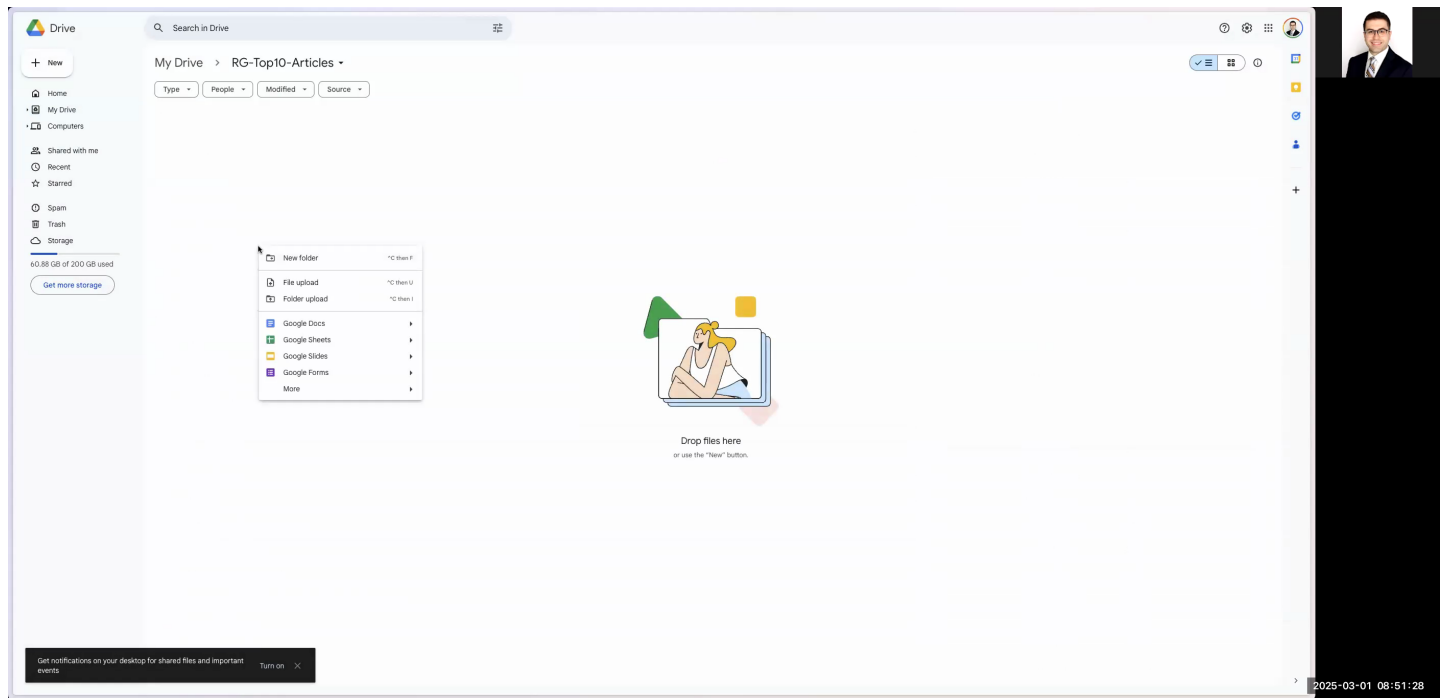 Drive
Search in Drive
New
My Drive > RG-Top10-Articles
Type
People
Modified
Source
Home
My Drive
Computers
Shared with me
Recent
Starred
Spam
Trash
Storage
60.88 GB of 200 GB used
Get more storage
New folder ^C then F
File upload ^C then U
Folder upload ^C then I
Google Docs
Google Sheets
Google Slides
Google Forms
More
Drop files here
or use the "New" button.
Get notifications on your desktop for shared files and important
events
Turn on
2025-03-01 08:51:28